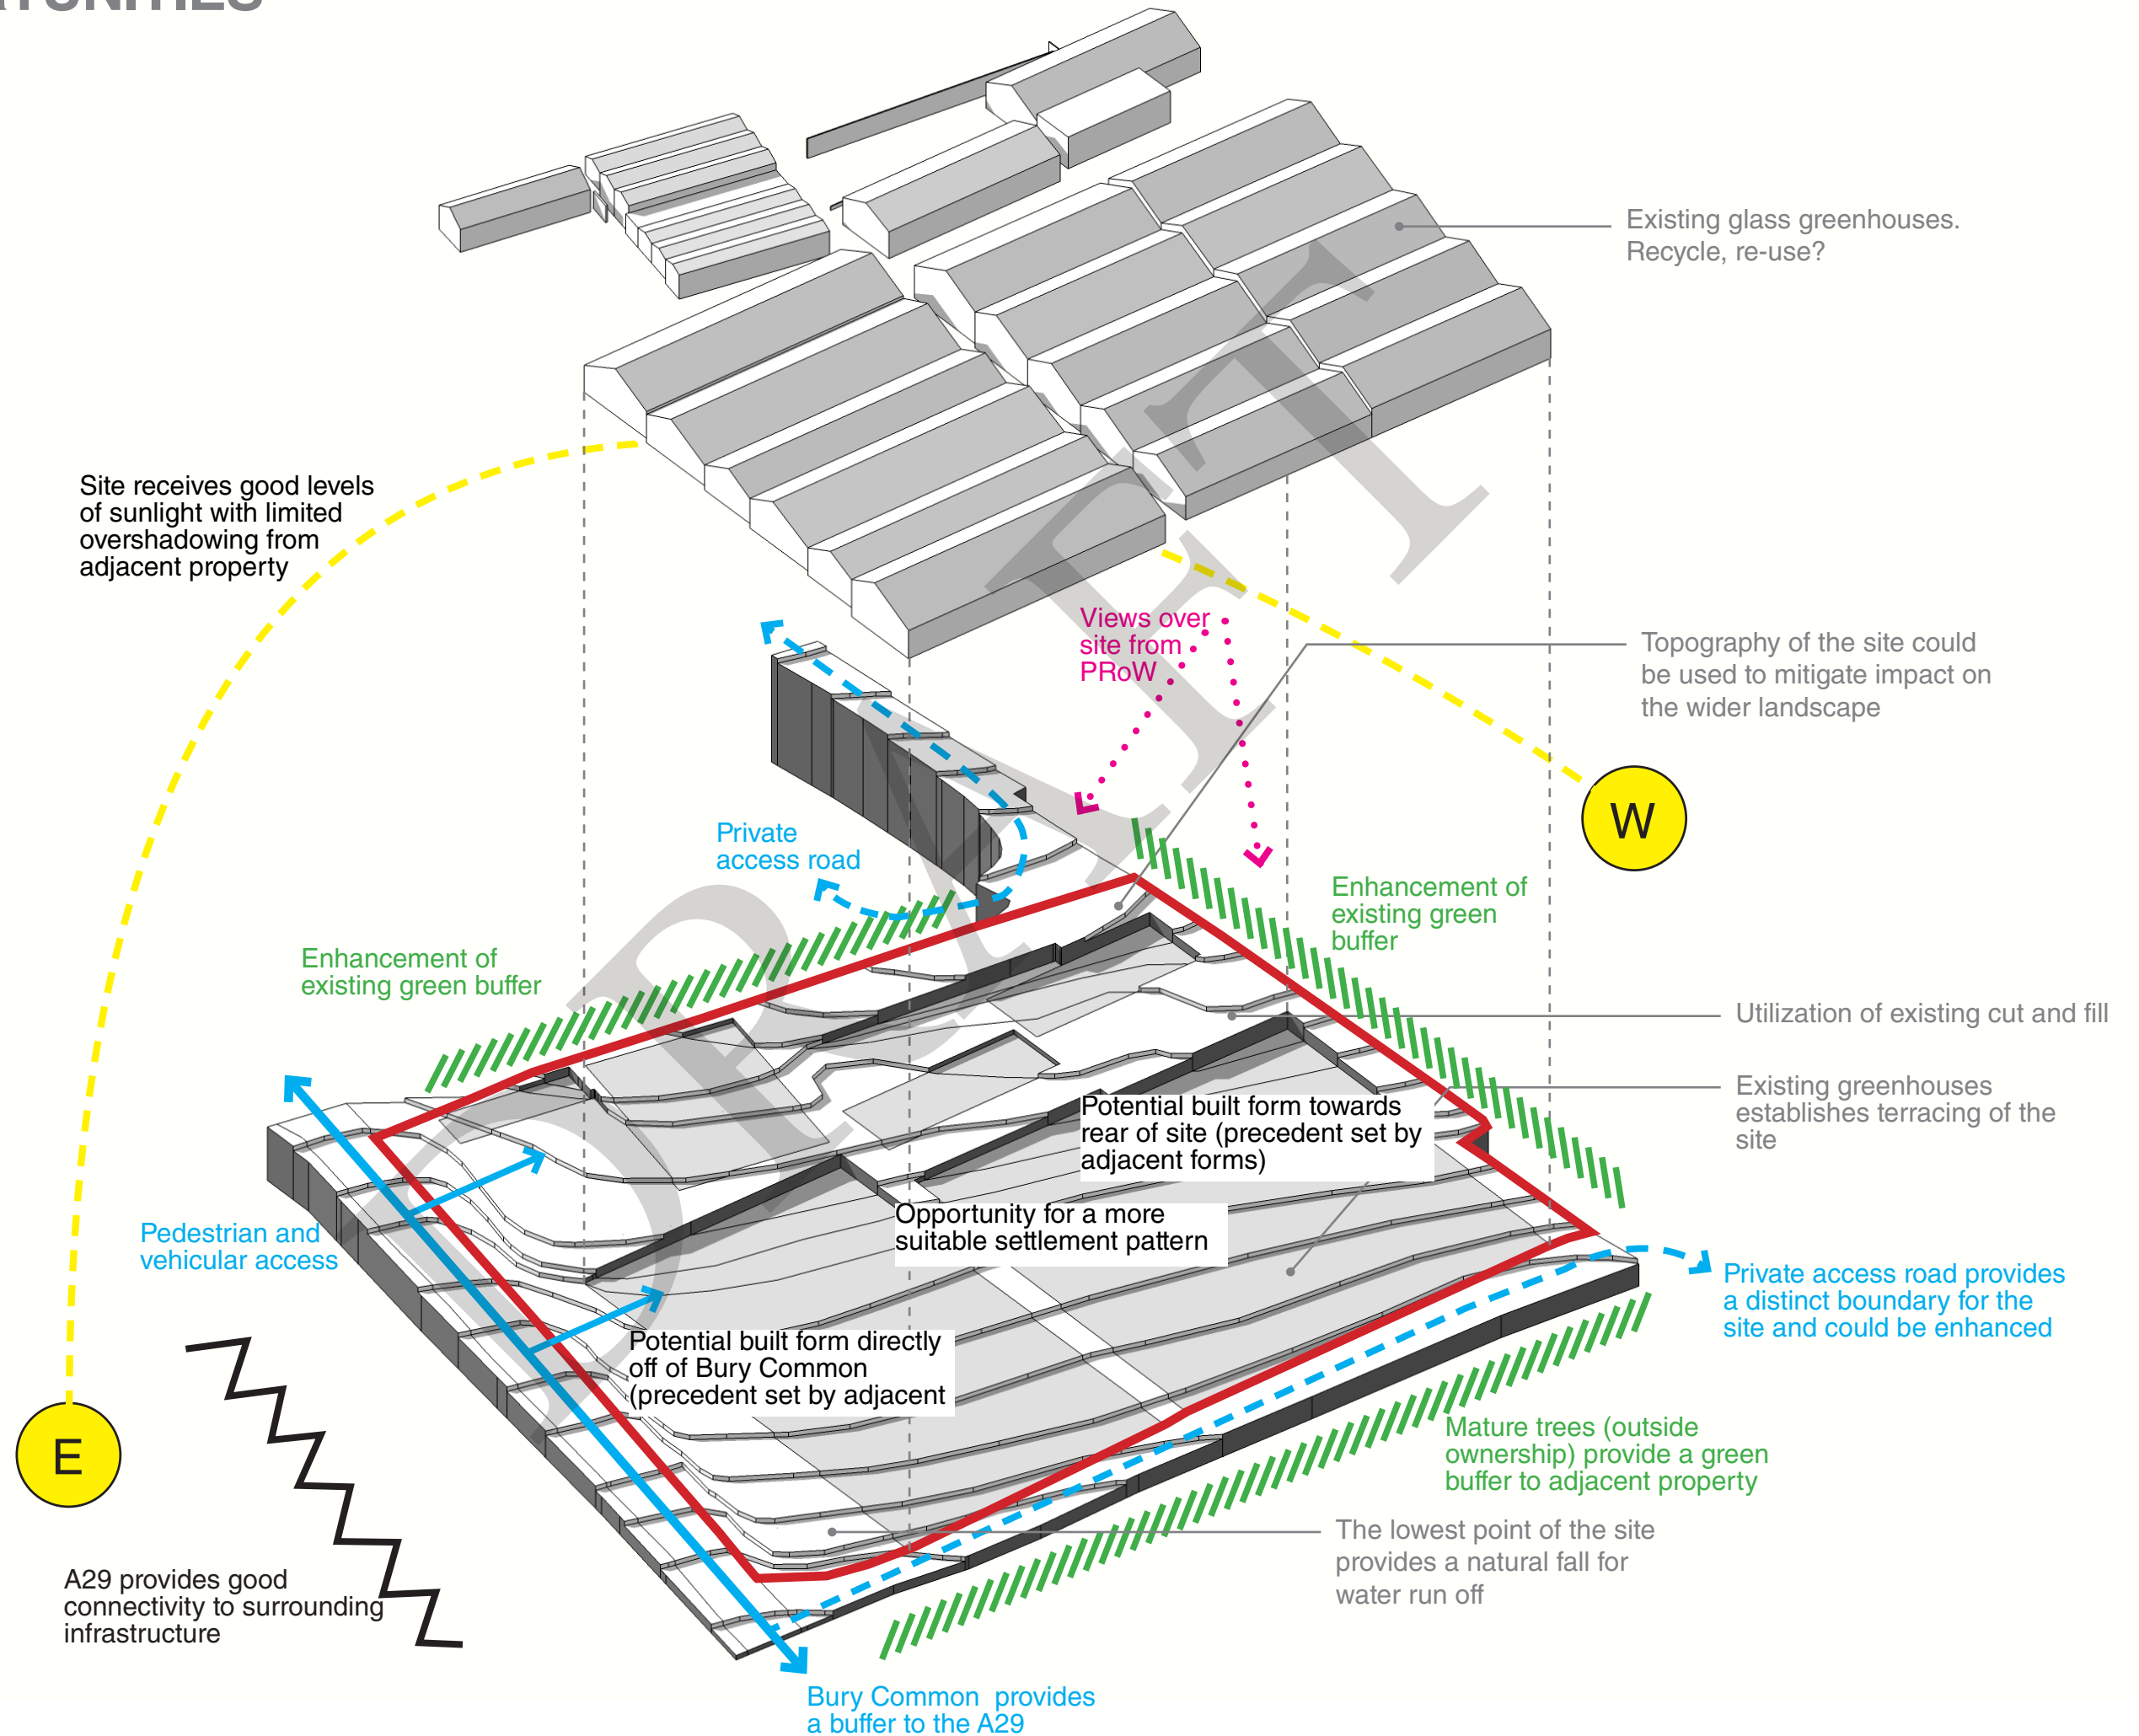 Existing glass greenhouses.
Recycle, re-use?
Site receives good levels
of sunlight with limited
overshadowing from
adjacent property
Views over
site from
PRoW
Topography of the site could
be used to mitigate impact on
the wider landscape
W
Private
access road
Enhancement of
existing green
buffer
Enhancement of
existing green buffer
Utilization of existing cut and fill
Existing greenhouses
establishes terracing of the
site
Potential built form towards
rear of site (precedent set by
adjacent forms)
Opportunity for a more
suitable settlement pattern
Pedestrian and
vehicular access
Private access road provides
a distinct boundary for the
site and could be enhanced
Potential built form directly
off of Bury Common
(precedent set by adjacent
E
Mature trees (outside
ownership) provide a green
buffer to adjacent property
The lowest point of the site
provides a natural fall for
water run off
A29 provides good
connectivity to surrounding
infrastructure
Bury Common provides
a buffer to the A29
DRAFT